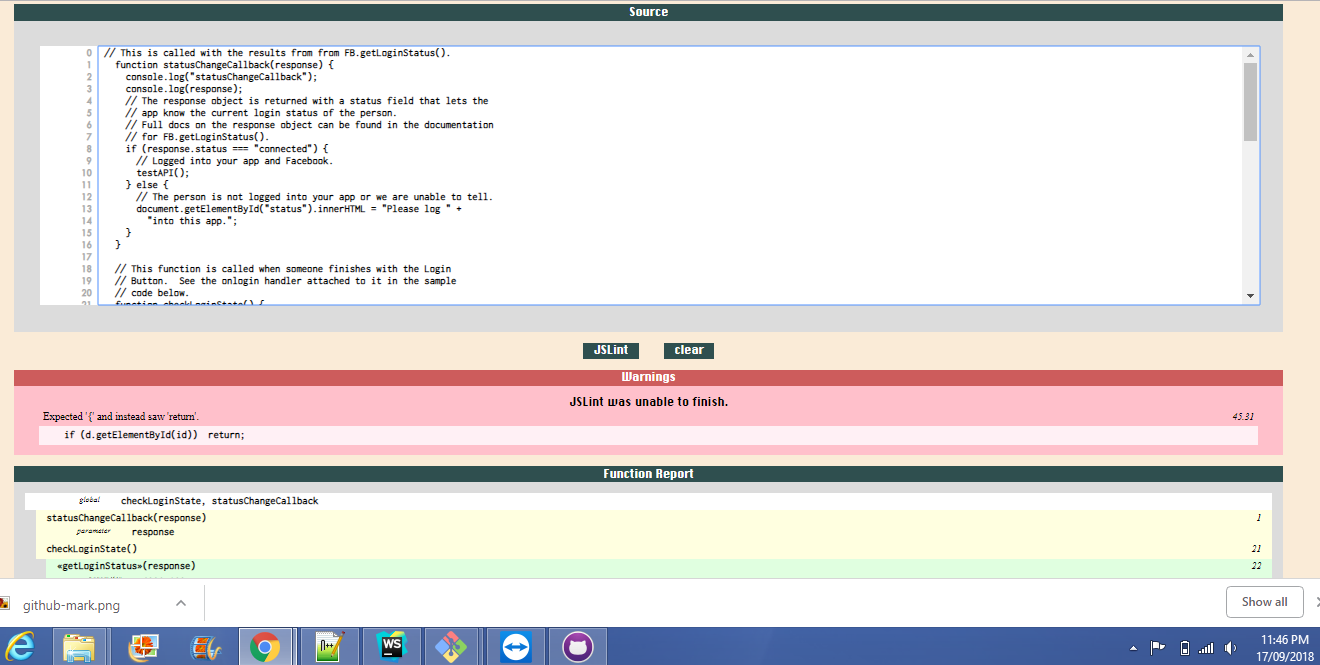 Source
0 // This is called with the results from from FB.getLoginStatus().
1 function statusChangeCallback(response) {
2 console.log("statusChangeCallback");
3 console.log(response);
4 // The response object is returned with a status field that lets the
5 // app know the current login status of the person.
6 // Full docs on the response object can be found in the documentation
7 // for FB.getLoginStatus().
8 if (response.status === "connected") {
9 // Logged into your app and Facebook.
10 testAPI();
11 } else {
12 // The person is not logged into your app or we are unable to tell.
13 document.getElementById("status").innerHTML = "Please log " +
14 "into this app.";
15 }
16 }
17
18 // This function is called when someone finishes with the Login
19 // Button.  See the onlogin handler attached to it in the sample
20 // code below.
21 function checkLoginState() {
JSLint clear
Warnings
JSLint was unable to finish.
Expected '{' and instead saw 'return'. 45.31
if (d.getElementById(id)) return;
Function Report
global checkLoginState, statusChangeCallback
statusChangeCallback(response) 1
parameter response
checkLoginState() 21
«getLoginStatus»(response) 22
github-mark.png Show all
n++ WS
11:46 PM
17/09/2018